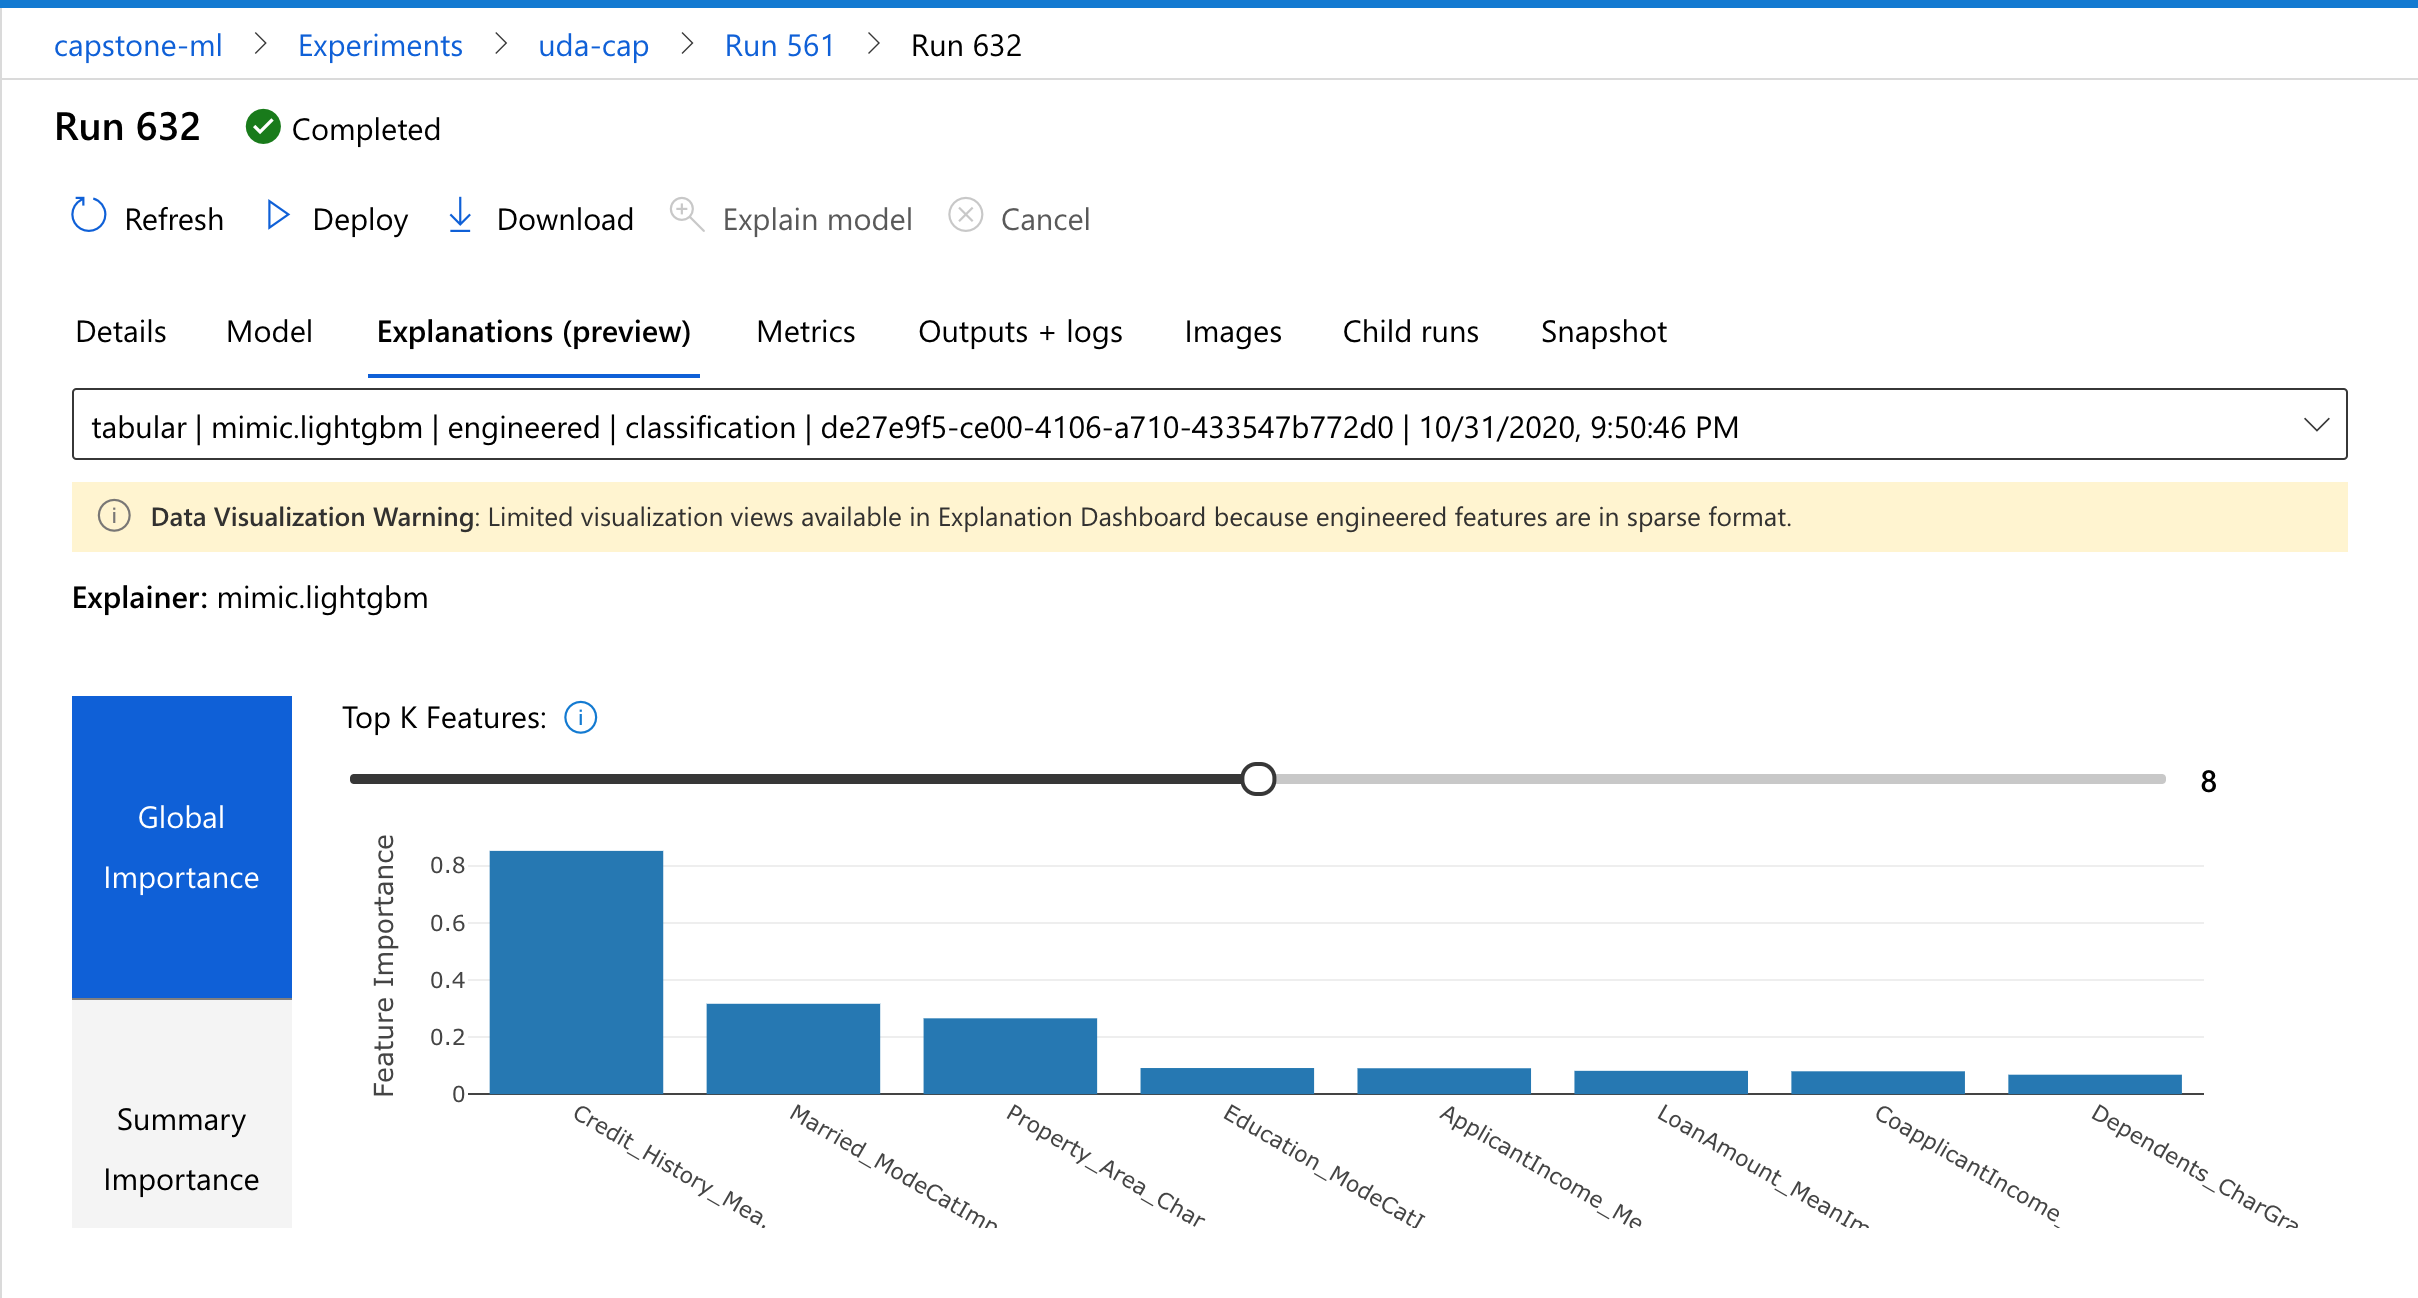 capstone-ml > Experiments > uda-cap > Run 561 > Run 632
Run 632 Completed
Refresh Deploy Download Explain model Cancel
Details Model Explanations (preview) Metrics Outputs + logs Images Child runs Snapshot
tabular | mimic.lightgbm | engineered | classification | de27e9f5-ce00-4106-a710-433547b772d0 | 10/31/2020, 9:50:46 PM
Data Visualization Warning: Limited visualization views available in Explanation Dashboard because engineered features are in sparse format.
Explainer: mimic.lightgbm
Global
Importance
Summary
Importance
Top K Features:
8
Feature Importance
0.8
0.6
0.4
0.2
0
Credit_History_Mea.
Married_ModeCatImp
Property_Area_Char
Education_ModeCatI
ApplicantIncome_Me
LoanAmount_MeanIm
CoapplicantIncome_
Dependents_CharGra